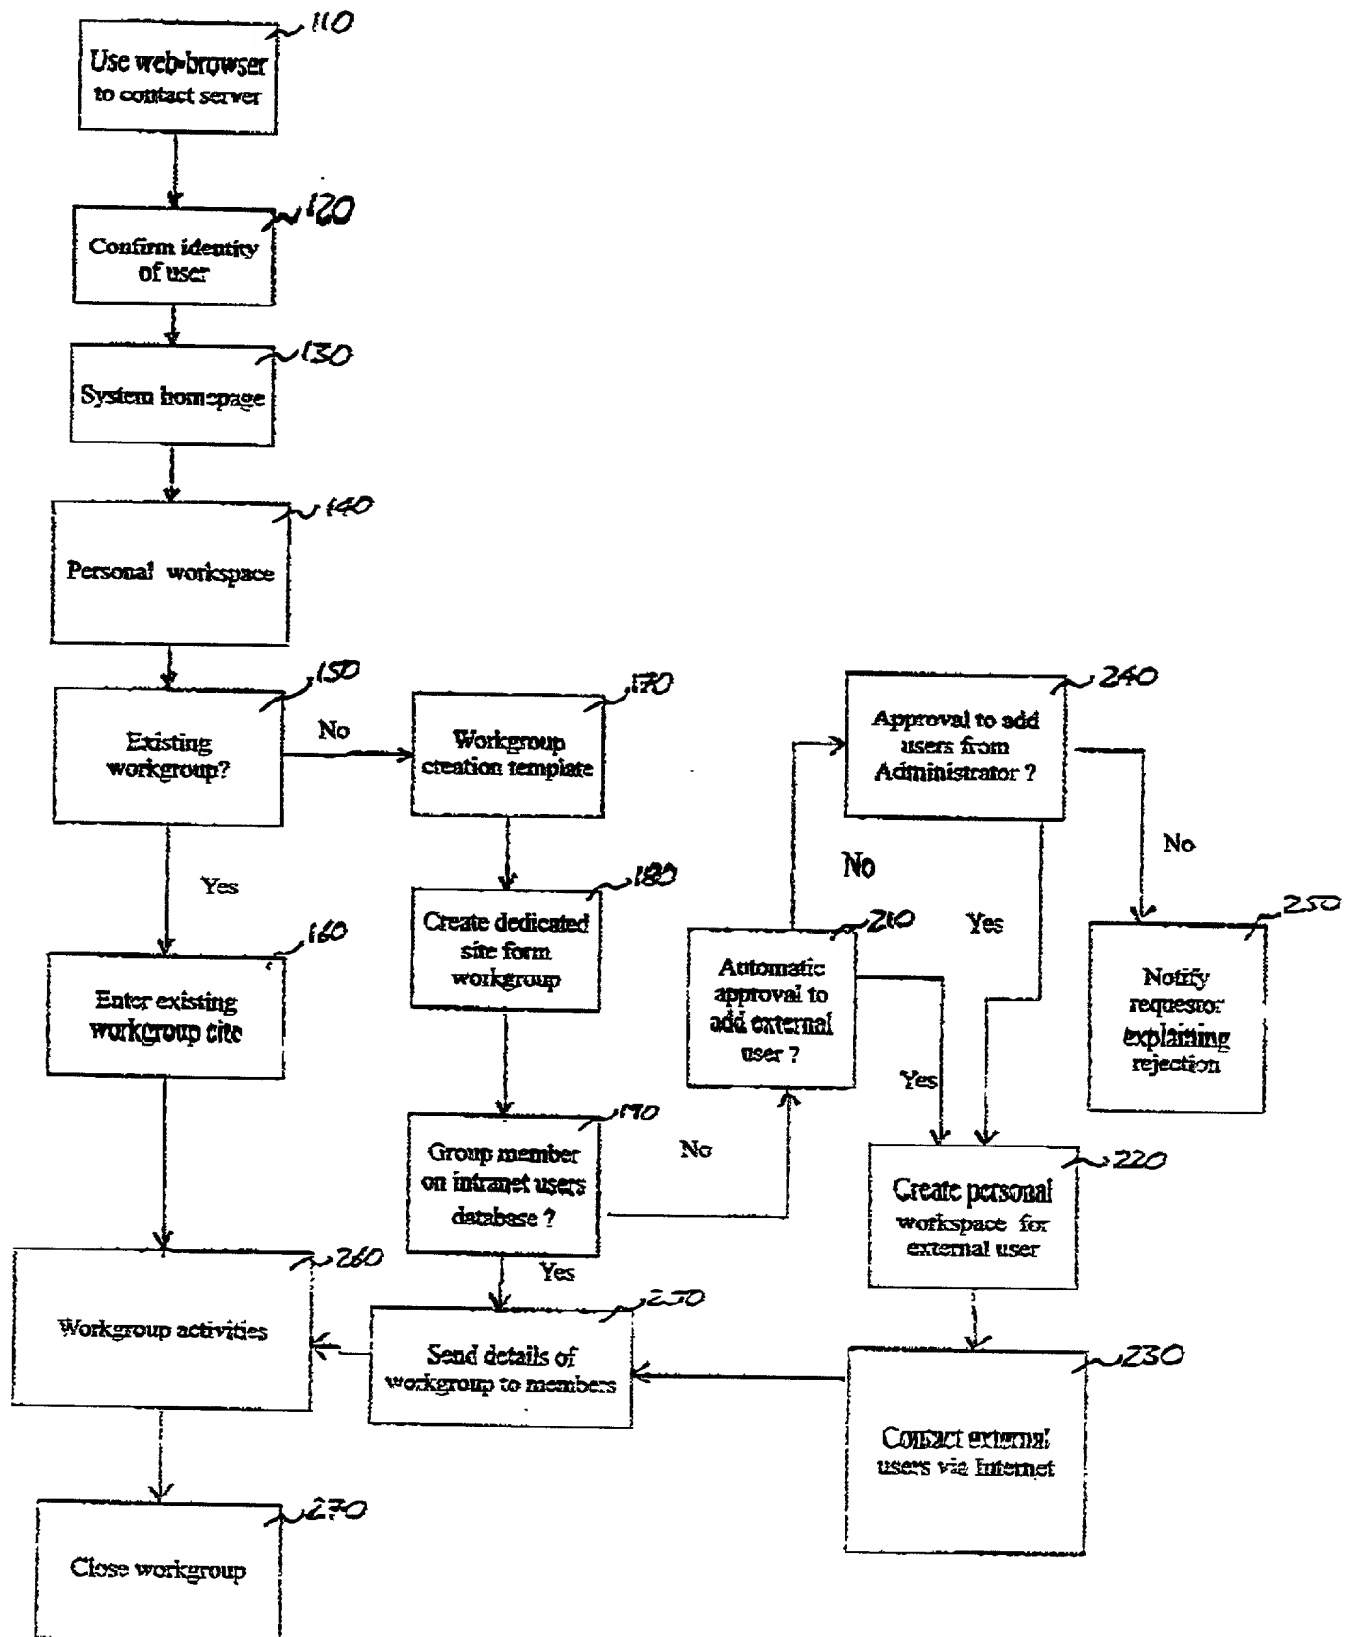 110
Use web-browser
to contact server
120
Confirm identity
of user
130
System homepage
140
Personal workspace
150
Existing
workgroup?
No
Yes
160
Enter existing
workgroup site
170
Workgroup
creation template
180
Create dedicated
site form
workgroup
190
Group member
on intranet users
database ?
No
Yes
210
Automatic
approval to
add external
user ?
No
Yes
240
Approval to add
users from
Administrator ?
Yes
No
250
Notify
requestor
explaining
rejection
220
Create personal
workspace for
external user
230
Contact external
users via Internet
250
Send details of
workgroup to members
260
Workgroup activities
270
Close workgroup